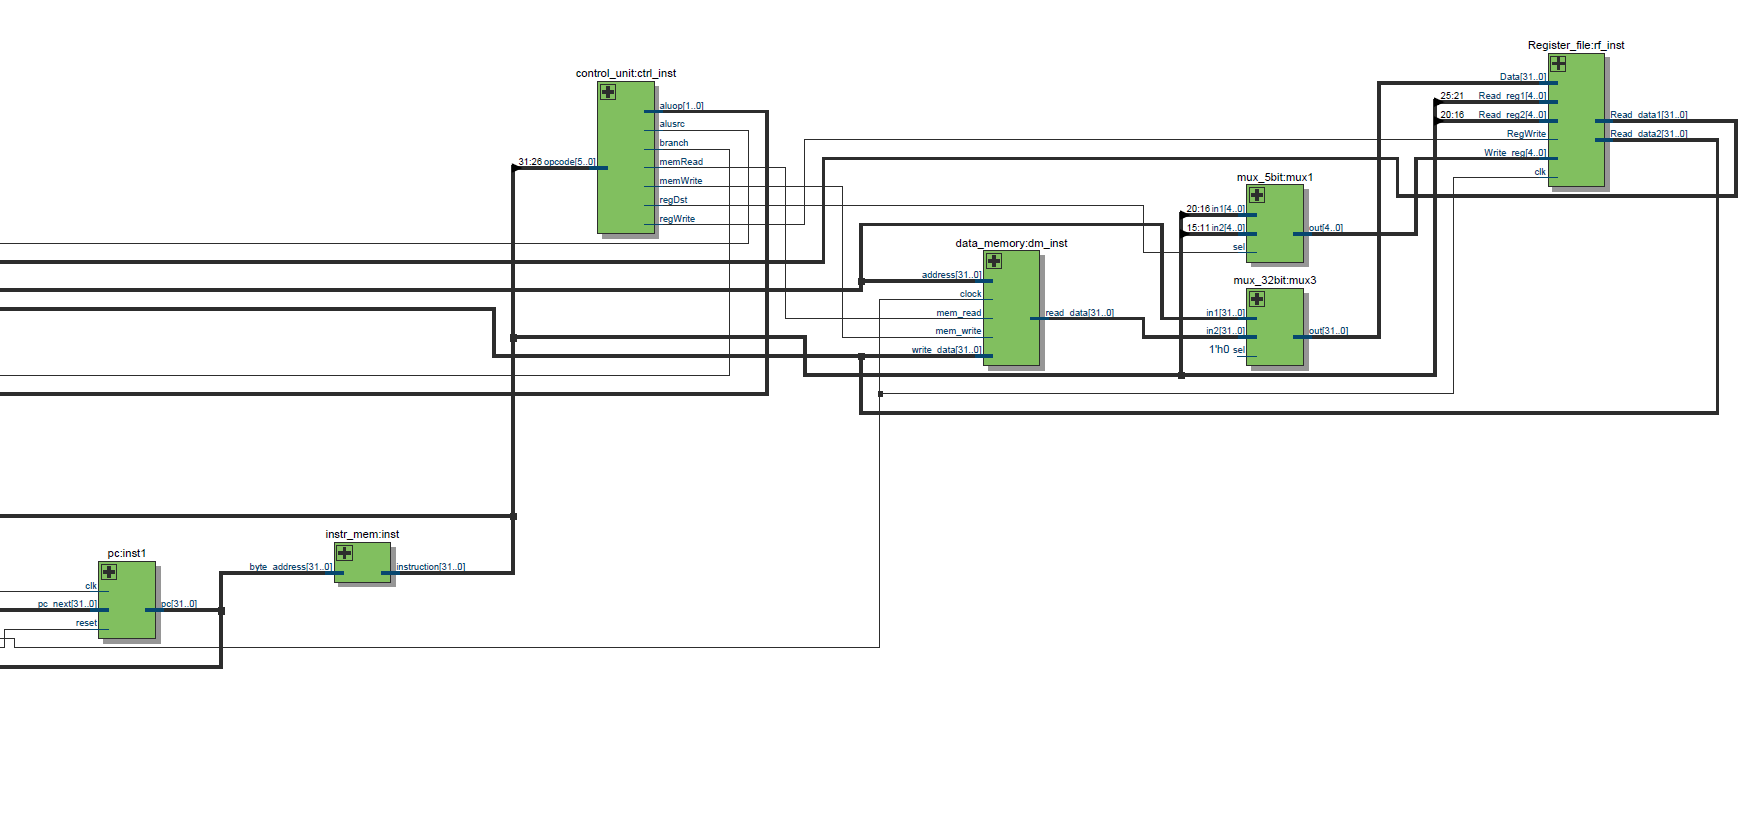 Register_file:rf_inst
Data[31..0]
25:21 Read_reg1[4..0]
20:16 Read_reg2[4..0]
RegWrite
Write_reg[4..0]
clk
Read_data1[31..0]
Read_data2[31..0]
control_unit:ctrl_inst
31:26 opcode[5..0]
aluop[1..0]
alusrc
branch
memRead
memWrite
regDst
regWrite
mux_5bit:mux1
20:16 in1[4..0]
15:11 in2[4..0]
sel
out[4..0]
data_memory:dm_inst
address[31..0]
clock
mem_read
mem_write
write_data[31..0]
read_data[31..0]
mux_32bit:mux3
in1[31..0]
in2[31..0]
1'h0 sel
out[31..0]
instr_mem:inst
byte_address[31..0]
instruction[31..0]
pc:inst1
clk
pc_next[31..0]
reset
pc[31..0]